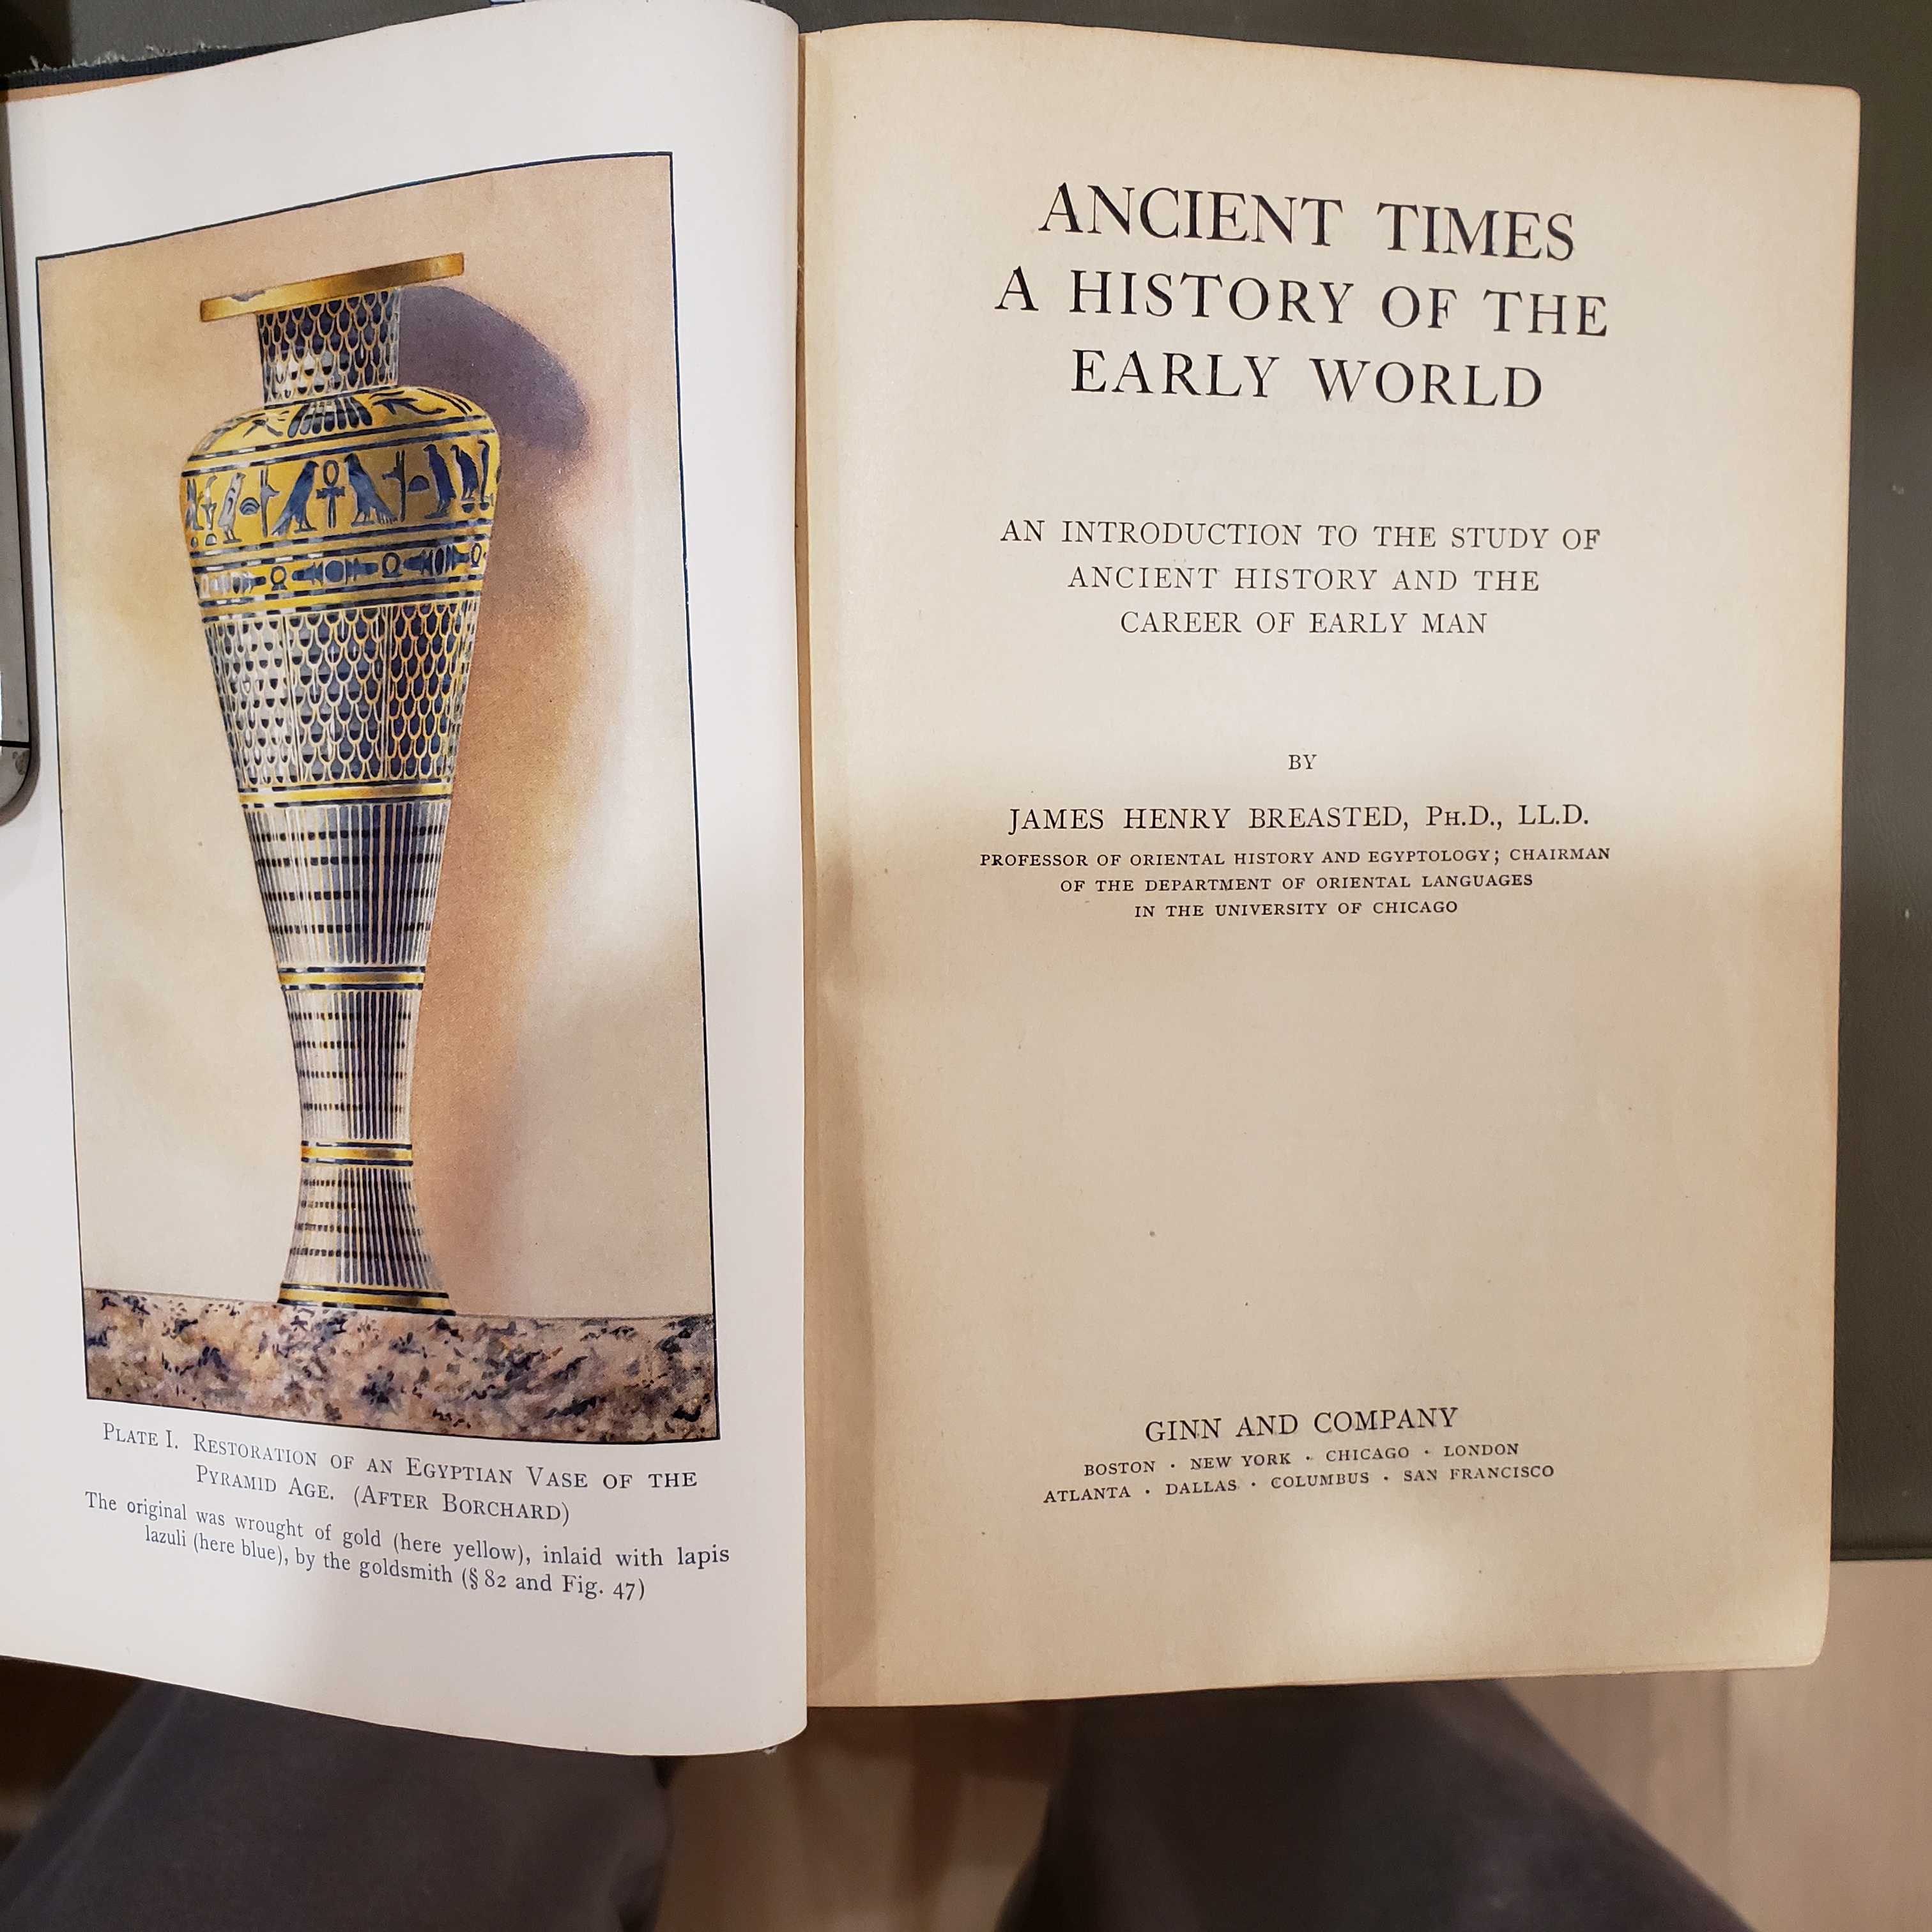 PLATE I. RESTORATION OF AN EGYPTIAN VASE OF THE
PYRAMID AGE. (AFTER BORCHARD)
The original was wrought of gold (here yellow), inlaid with lapis
lazuli (here blue), by the goldsmith (§ 82 and Fig. 47)
ANCIENT TIMES
A HISTORY OF THE
EARLY WORLD
AN INTRODUCTION TO THE STUDY OF
ANCIENT HISTORY AND THE
CAREER OF EARLY MAN
BY
JAMES HENRY BREASTED, PH.D., LL.D.
PROFESSOR OF ORIENTAL HISTORY AND EGYPTOLOGY; CHAIRMAN
OF THE DEPARTMENT OF ORIENTAL LANGUAGES
IN THE UNIVERSITY OF CHICAGO
GINN AND COMPANY
BOSTON · NEW YORK · CHICAGO · LONDON
ATLANTA · DALLAS · COLUMBUS · SAN FRANCISCO